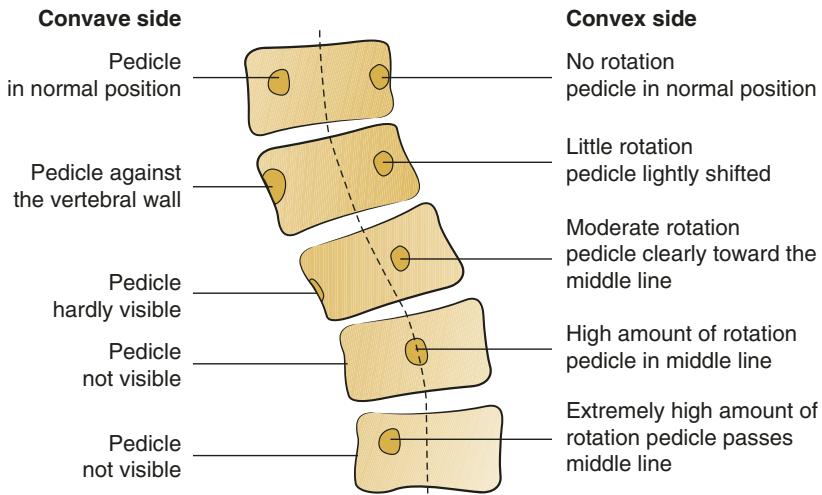 Convave side
Convex side
Pedicle
in normal position
No rotation
pedicle in normal position
Pedicle against
the vertebral wall
Little rotation
pedicle lightly shifted
Pedicle
hardly visible
Moderate rotation
pedicle clearly toward the
middle line
Pedicle
not visible
High amount of rotation
pedicle in middle line
Pedicle
not visible
Extremely high amount of
rotation pedicle passes
middle line